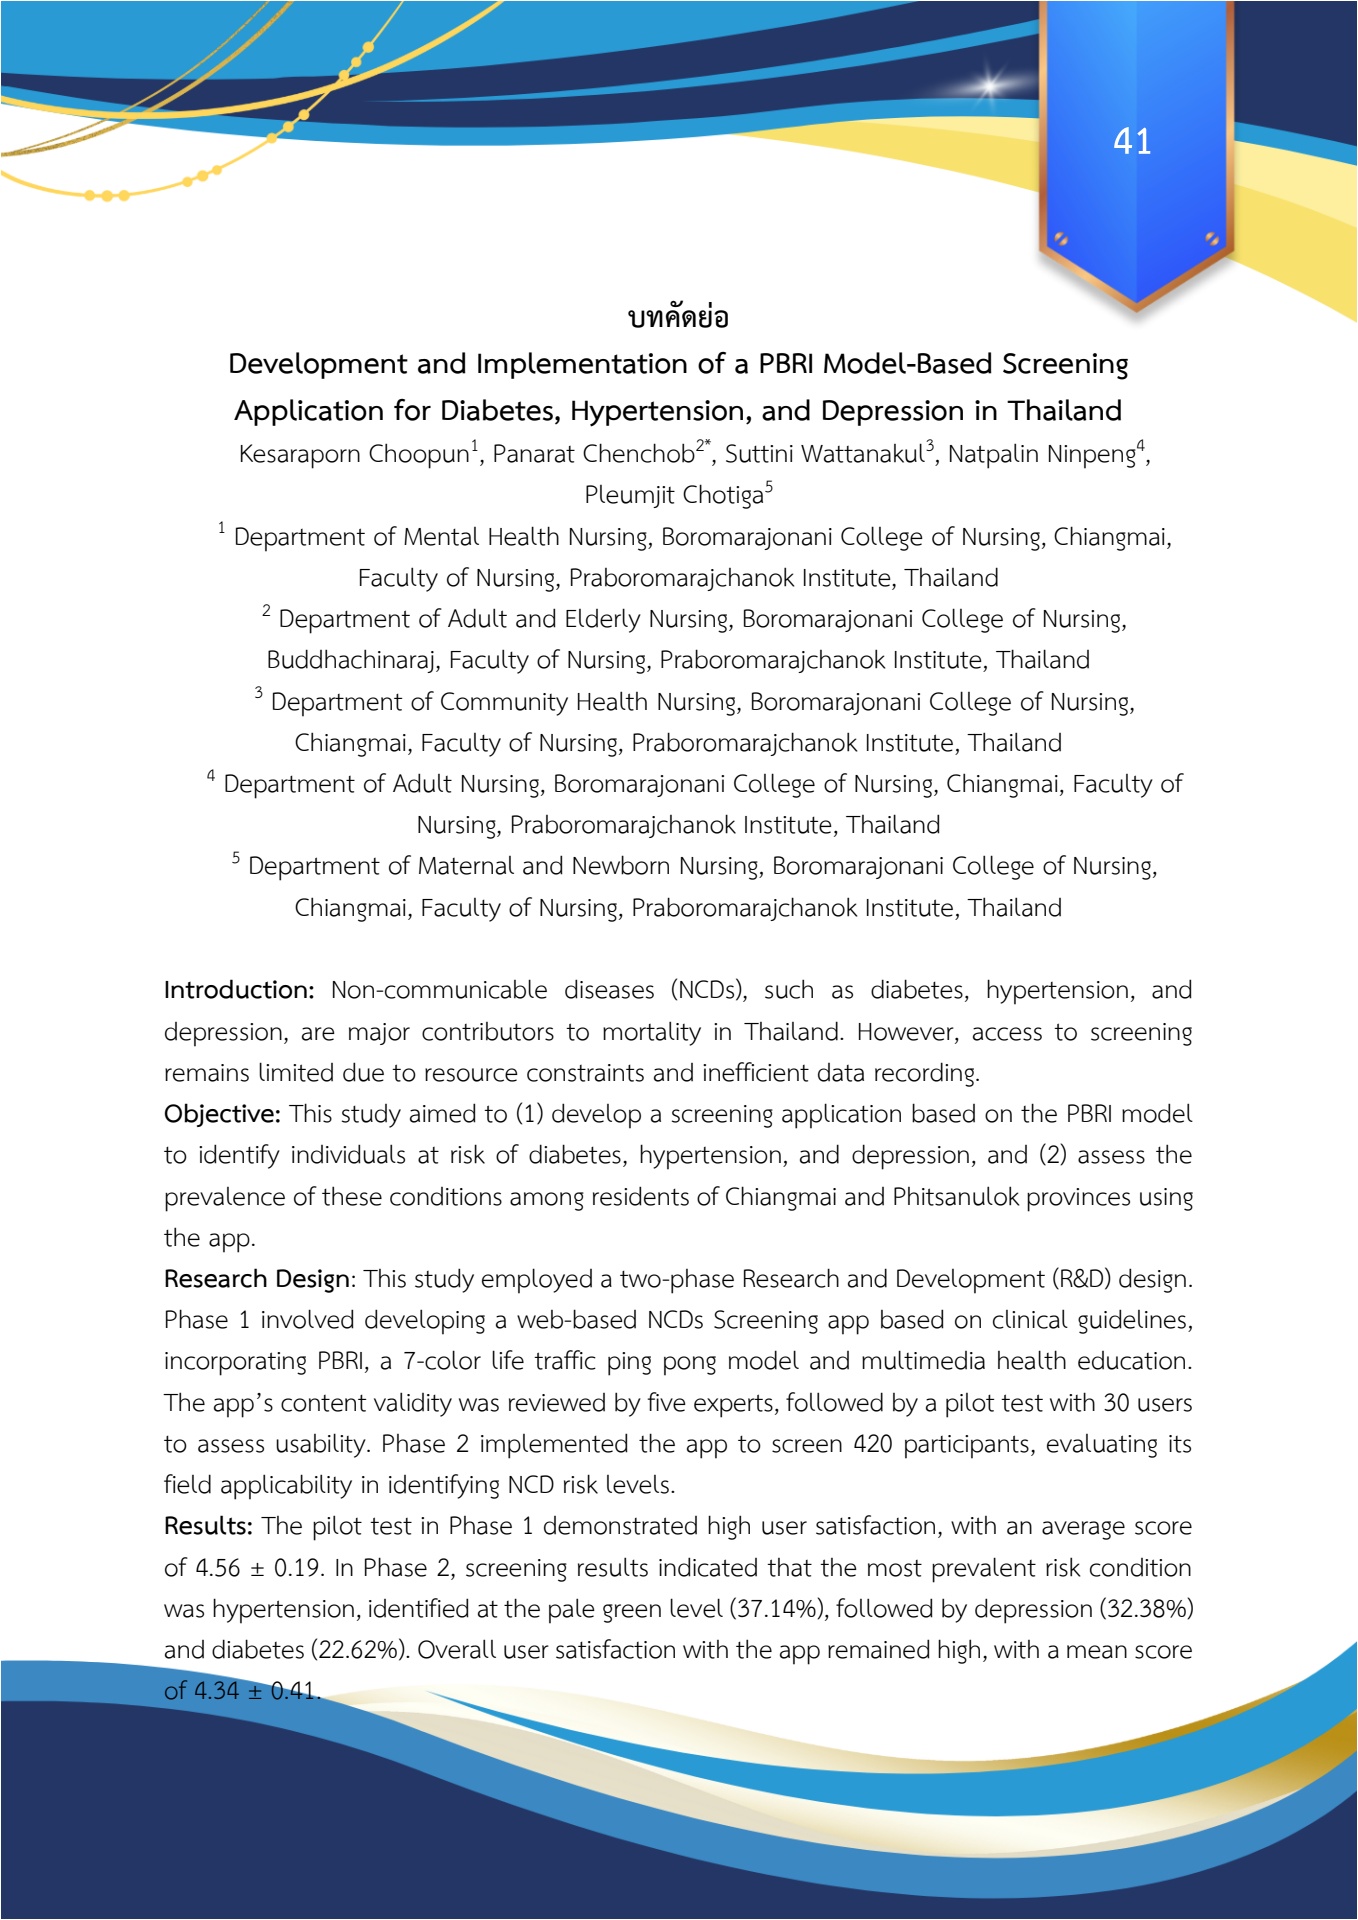 41
บทคัดย่อ
Development and Implementation of a PBRI Model-Based Screening
Application for Diabetes, Hypertension, and Depression in Thailand
Kesaraporn Choopun1, Panarat Chenchob2*, Suttini Wattanakul3, Natpalin Ninpeng4,
Pleumjit Chotiga5
1 Department of Mental Health Nursing, Boromarajonani College of Nursing, Chiangmai,
Faculty of Nursing, Praboromarajchanok Institute, Thailand
2 Department of Adult and Elderly Nursing, Boromarajonani College of Nursing,
Buddhachinaraj, Faculty of Nursing, Praboromarajchanok Institute, Thailand
3 Department of Community Health Nursing, Boromarajonani College of Nursing,
Chiangmai, Faculty of Nursing, Praboromarajchanok Institute, Thailand
4 Department of Adult Nursing, Boromarajonani College of Nursing, Chiangmai, Faculty of
Nursing, Praboromarajchanok Institute, Thailand
5 Department of Maternal and Newborn Nursing, Boromarajonani College of Nursing,
Chiangmai, Faculty of Nursing, Praboromarajchanok Institute, Thailand
Introduction: Non-communicable diseases (NCDs), such as diabetes, hypertension, and
depression, are major contributors to mortality in Thailand. However, access to screening
remains limited due to resource constraints and inefficient data recording.
Objective: This study aimed to (1) develop a screening application based on the PBRI model
to identify individuals at risk of diabetes, hypertension, and depression, and (2) assess the
prevalence of these conditions among residents of Chiangmai and Phitsanulok provinces using
the app.
Research Design: This study employed a two-phase Research and Development (R&D) design.
Phase 1 involved developing a web-based NCDs Screening app based on clinical guidelines,
incorporating PBRI, a 7-color life traffic ping pong model and multimedia health education.
The app’s content validity was reviewed by five experts, followed by a pilot test with 30 users
to assess usability. Phase 2 implemented the app to screen 420 participants, evaluating its
field applicability in identifying NCD risk levels.
Results: The pilot test in Phase 1 demonstrated high user satisfaction, with an average score
of 4.56 ± 0.19. In Phase 2, screening results indicated that the most prevalent risk condition
was hypertension, identified at the pale green level (37.14%), followed by depression (32.38%)
and diabetes (22.62%). Overall user satisfaction with the app remained high, with a mean score
of 4.34 ± 0.41.